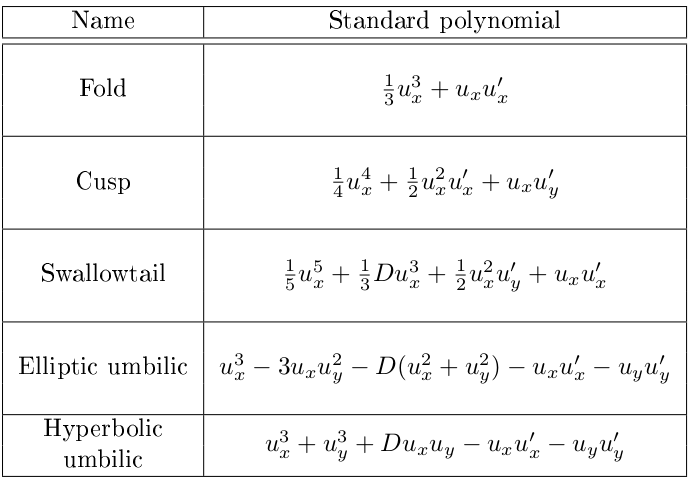 Name Standard polynomial
Fold $\frac{1}{3}u_x^3 + u_x u_x'$
Cusp $\frac{1}{4}u_x^4 + \frac{1}{2}u_x^2 u_x' + u_x u_y'$
Swallowtail $\frac{1}{5}u_x^5 + \frac{1}{3}Du_x^3 + \frac{1}{2}u_x^2 u_y' + u_x u_x'$
Elliptic umbilic $u_x^3 - 3u_x u_y^2 - D(u_x^2 + u_y^2) - u_x u_x' - u_y u_y'$
Hyperbolic
umbilic $u_x^3 + u_y^3 + Du_x u_y - u_x u_x' - u_y u_y'$